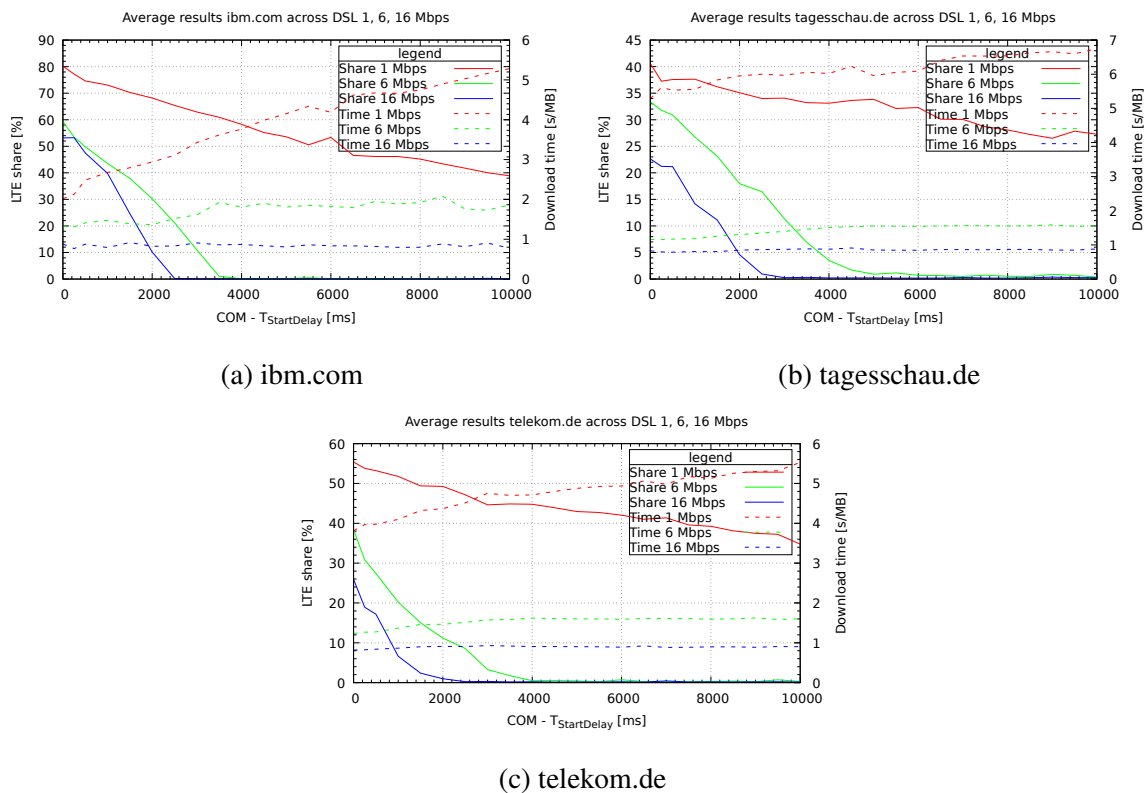 Average results ibm.com across DSL 1, 6, 16 Mbps
90
80
70
60
50
40
30
20
10
0
LTE share [%]
6
5
4
3
2
1
0
Download time [s/MB]
legend
Share 1 Mbps
Share 6 Mbps
Share 16 Mbps
Time 1 Mbps
Time 6 Mbps
Time 16 Mbps
0 2000 4000 6000 8000 10000
COM - TStartDelay [ms]
(a) ibm.com
Average results tagesschau.de across DSL 1, 6, 16 Mbps
45
40
35
30
25
20
15
10
5
0
LTE share [%]
7
6
5
4
3
2
1
0
Download time [s/MB]
legend
Share 1 Mbps
Share 6 Mbps
Share 16 Mbps
Time 1 Mbps
Time 6 Mbps
Time 16 Mbps
0 2000 4000 6000 8000 10000
COM - TStartDelay [ms]
(b) tagesschau.de
Average results telekom.de across DSL 1, 6, 16 Mbps
60
50
40
30
20
10
0
LTE share [%]
6
5
4
3
2
1
0
Download time [s/MB]
legend
Share 1 Mbps
Share 6 Mbps
Share 16 Mbps
Time 1 Mbps
Time 6 Mbps
Time 16 Mbps
0 2000 4000 6000 8000 10000
COM - TStartDelay [ms]
(c) telekom.de